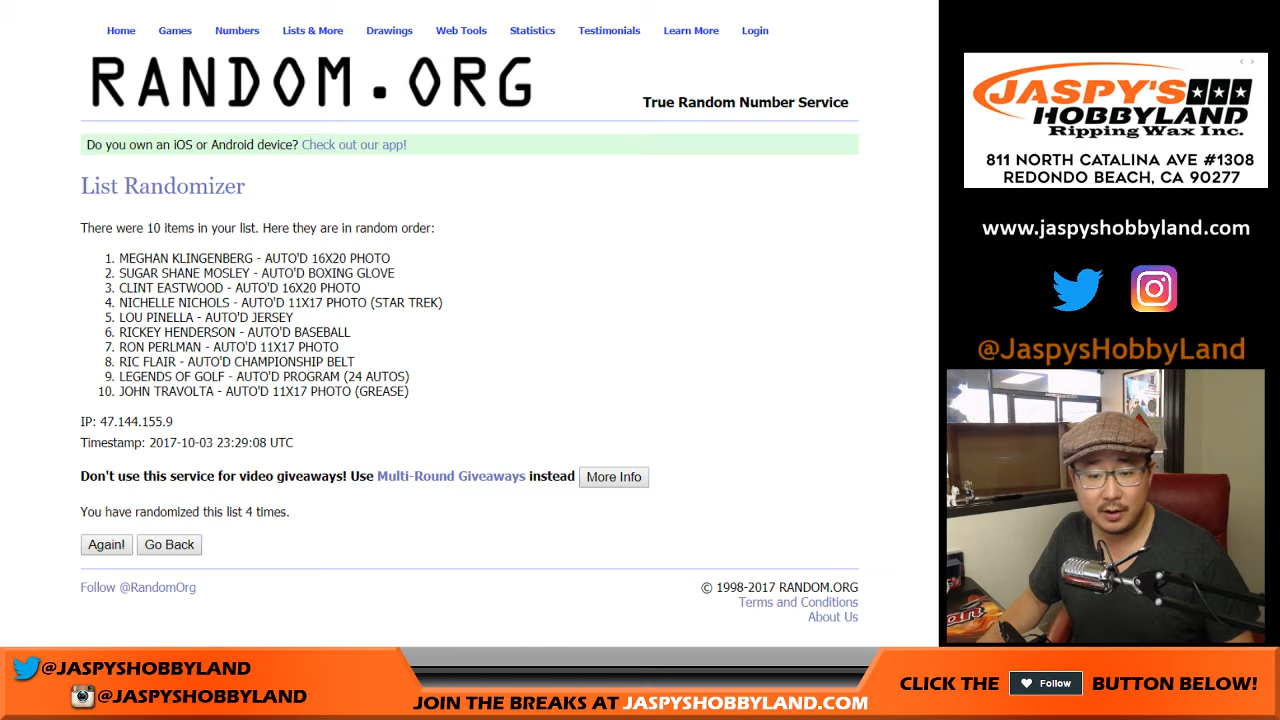 Home Games Numbers Lists & More Drawings Web Tools Statistics Testimonials Learn More Login
RANDOM.ORG
True Random Number Service
Do you own an iOS or Android device? Check out our app!
List Randomizer
There were 10 items in your list. Here they are in random order:
1. MEGHAN KLINGENBERG - AUTO'D 16X20 PHOTO
2. SUGAR SHANE MOSLEY - AUTO'D BOXING GLOVE
3. CLINT EASTWOOD - AUTO'D 16X20 PHOTO
4. NICHELLE NICHOLS - AUTO'D 11X17 PHOTO (STAR TREK)
5. LOU PINELLA - AUTO'D JERSEY
6. RICKEY HENDERSON - AUTO'D BASEBALL
7. RON PERLMAN - AUTO'D 11X17 PHOTO
8. RIC FLAIR - AUTO'D CHAMPIONSHIP BELT
9. LEGENDS OF GOLF - AUTO'D PROGRAM (24 AUTOS)
10. JOHN TRAVOLTA - AUTO'D 11X17 PHOTO (GREASE)
IP: 47.144.155.9
Timestamp: 2017-10-03 23:29:08 UTC
Don't use this service for video giveaways! Use Multi-Round Giveaways instead More Info
You have randomized this list 4 times.
Again! Go Back
Follow @RandomOrg
© 1998-2017 RANDOM.ORG
Terms and Conditions
About Us
JASPY'S
HOBBYLAND
Ripping Wax Inc.
811 NORTH CATALINA AVE #1308
REDONDO BEACH, CA 90277
www.jaspyshobbyland.com
@JaspysHobbyLand
@JASPYSHOBBYLAND
@JASPYSHOBBYLAND
JOIN THE BREAKS AT JASPYSHOBBYLAND.COM
CLICK THE Follow BUTTON BELOW!